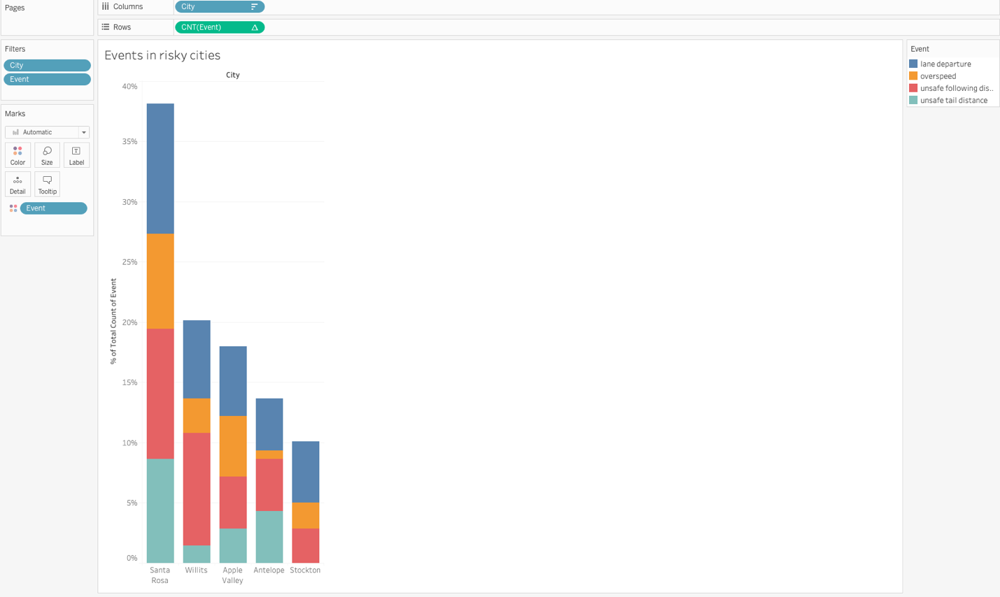 Pages
Columns
City
Rows
CNT(Event)
Filters
City
Event
Marks
Automatic
Color
Size
Label
Detail
Tooltip
Event
Events in risky cities
City
40%
35%
30%
25%
20%
15%
10%
5%
0%
% of Total Count of Event
Santa Rosa
Willits
Apple Valley
Antelope
Stockton
Event
lane departure
overspeed
unsafe following dis..
unsafe tail distance